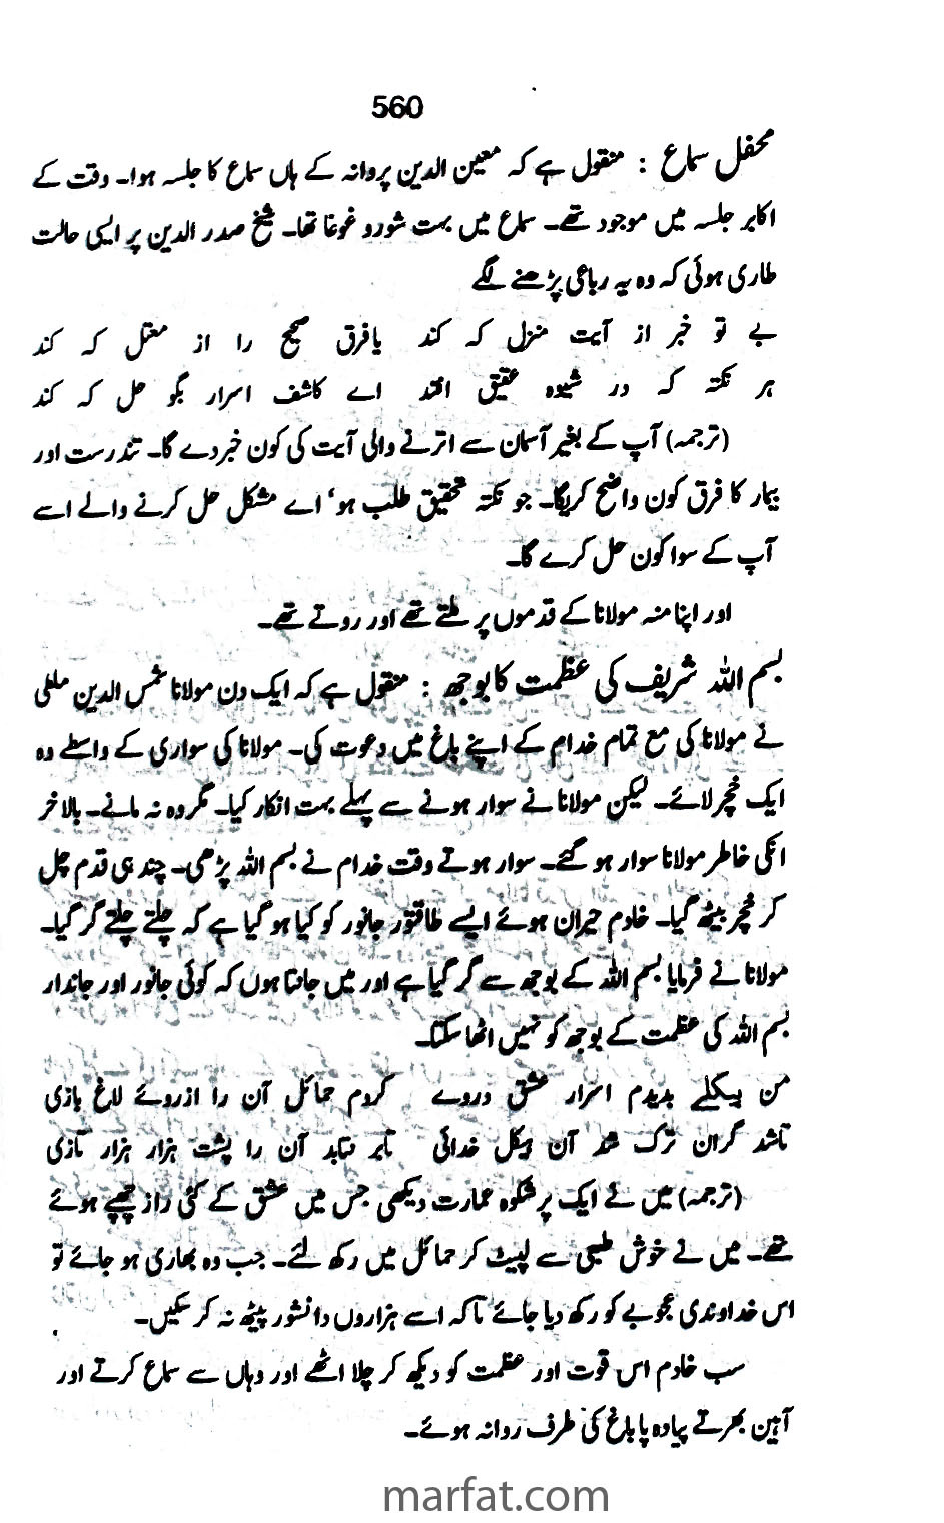 560
محفل سماع : منقول ہے کہ معین الدین پروانہ کے ہاں سماع کا جلسہ ہوا۔ وقت کے
اکابر جلسہ میں موجود تھے۔ سماع میں بہت شور و غوغا تھا۔ شیخ صدر الدین پر ایسی حالت
طاری ہوئی کہ وہ یہ رباعی پڑھنے لگے
بے تو خبر از آیت منزل کہ کند یا فرق صحیح را از معتل کہ کند
ہر نکتہ کہ در شیوہ عقیق افتد اے کاشف اسرار بگو حل کہ کند
(ترجمہ) آپ کے بغیر آسمان سے اترنے والی آیت کی کون خبر دے گا۔ تندرست اور
بیمار کا فرق کون واضح کریگا۔ جو نکتہ تحقیق طلب ہو‘ اے مشکل حل کرنے والے اسے
آپ کے سوا کون حل کرے گا۔
اور اپنا منہ مولانا کے قدموں پر ملتے تھے اور روتے تھے۔
بسم اللہ شریف کی عظمت کا بوجھ : منقول ہے کہ ایک دن مولانا شمس الدین ملطی
نے مولانا کی مع تمام خدام کے اپنے باغ میں دعوت کی۔ مولانا کی سواری کے واسطے وہ
ایک خچر لائے۔ لیکن مولانا نے سوار ہونے سے پہلے بہت انکار کیا۔ مگر وہ نہ مانے۔ بالاخر
انکی خاطر مولانا سوار ہو گئے۔ سوار ہوتے وقت خدام نے بسم اللہ پڑھی۔ چند ہی قدم چل
کر خچر بیٹھ گیا۔ خادم حیران ہوئے ایسے طاقتور جانور کو کیا ہو گیا ہے کہ چلتے چلتے گر گیا۔
مولانا نے فرمایا بسم اللہ کے بوجھ سے گر گیا ہے اور میں جانتا ہوں کہ کوئی جانور اور جاندار
بسم اللہ کی عظمت کے بوجھ کو نہیں اٹھا سکتا۔
من ہیکلے بدیدم اسرار عشق دروے کردم حمائل آن را ازروئے لاغ بازی
تاشد گران ترک شد آن ہیکل خدائی تابر نتابد آن را پشت ہزار ہزار تازی
(ترجمہ) میں نے ایک پر شکوہ عمارت دیکھی جس میں عشق کے کئی راز چھپے ہوئے
تھے۔ میں نے خوش طبعی سے لپیٹ کر حمائل میں رکھ لئے۔ جب وہ بھاری ہو جائے تو
اس خداوندی عجوبے کو رکھ دیا جائے تاکہ اسے ہزاروں دانشور پیٹھ نہ کر سکیں۔
سب خادم اس قوت اور عظمت کو دیکھ کر چلا اٹھے اور وہاں سے سماع کرتے اور
آہین بھرتے پیادہ پا باغ کی طرف روانہ ہوئے۔
marfat.com